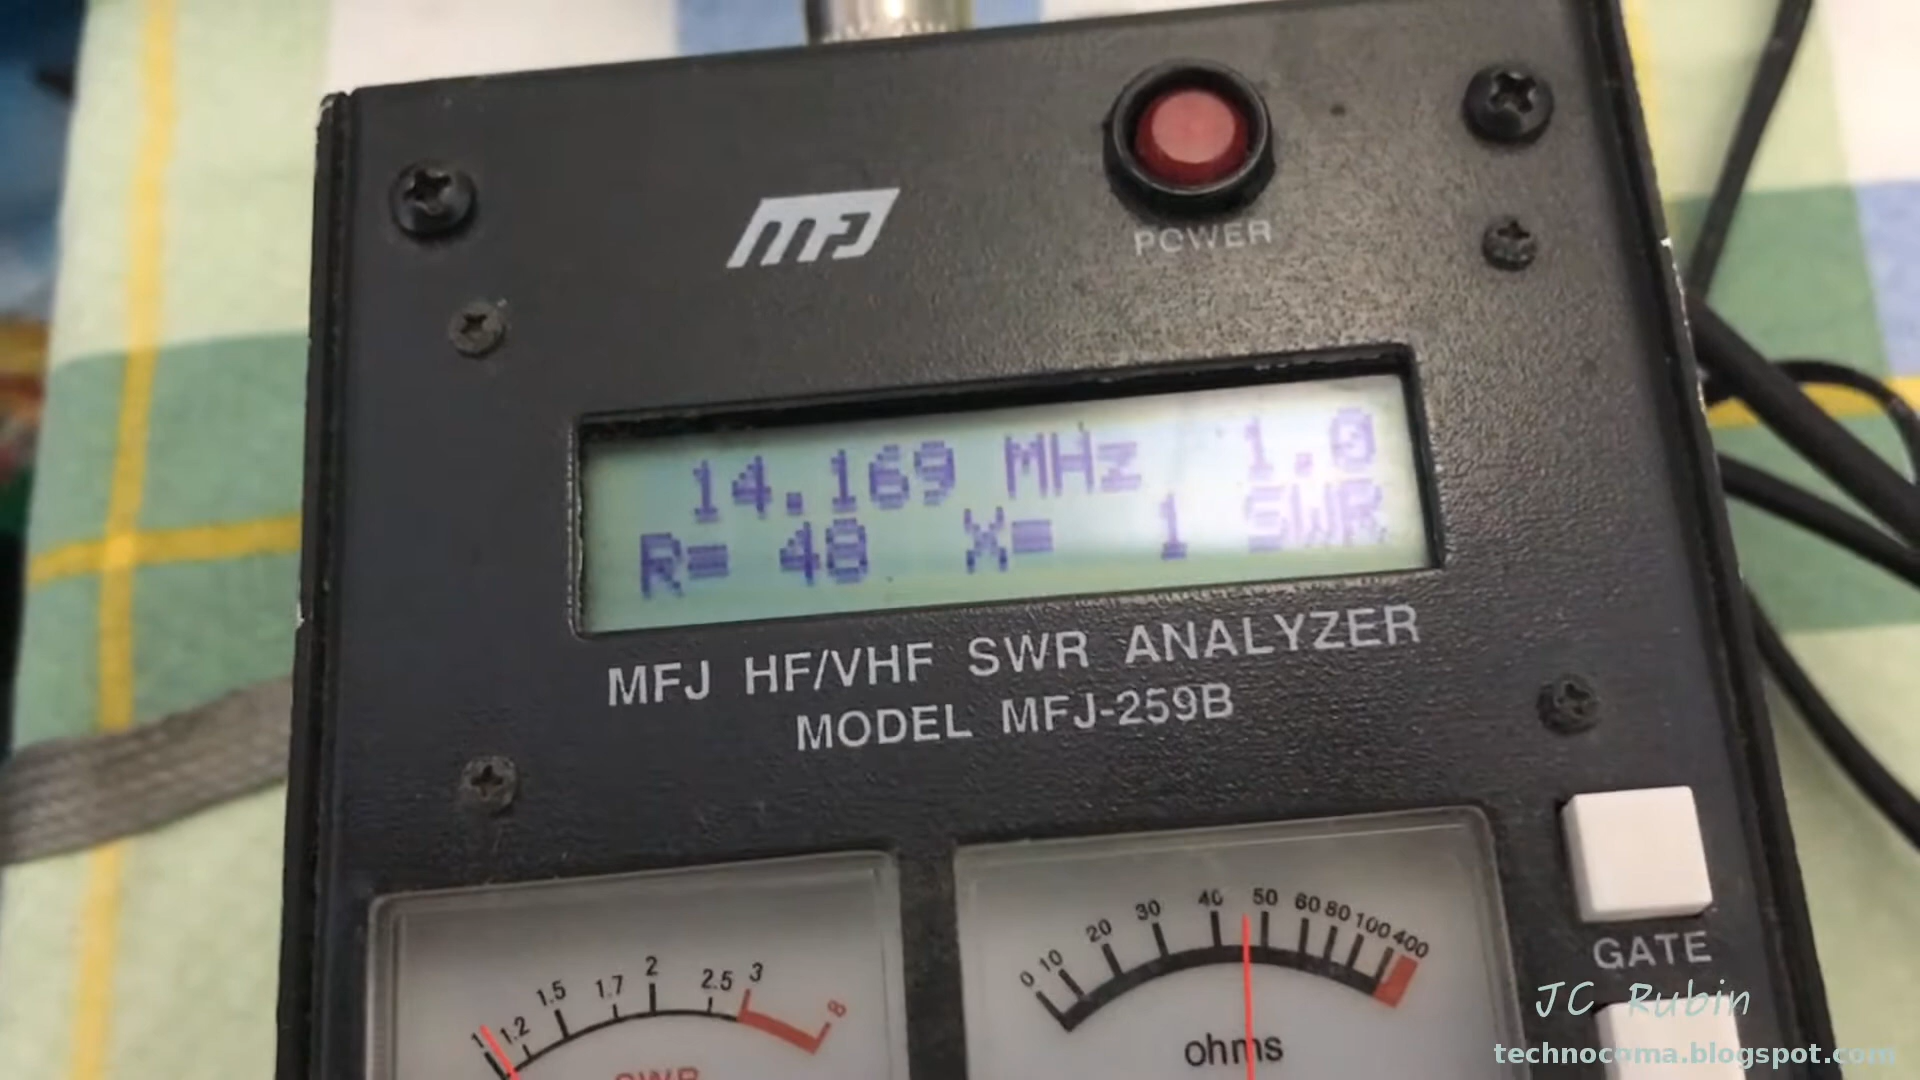 MFJ
POWER
14.169 MHz 1.0
R= 48 X= 1 SWR
MFJ HF/VHF SWR ANALYZER
MODEL MFJ-259B
1 1.2 1.5 1.7 2 2.5 3 8
SWR
0 10 20 30 40 50 60 80 100 400
ohms
GATE
JC Rubin
technocoma.blogspot.com